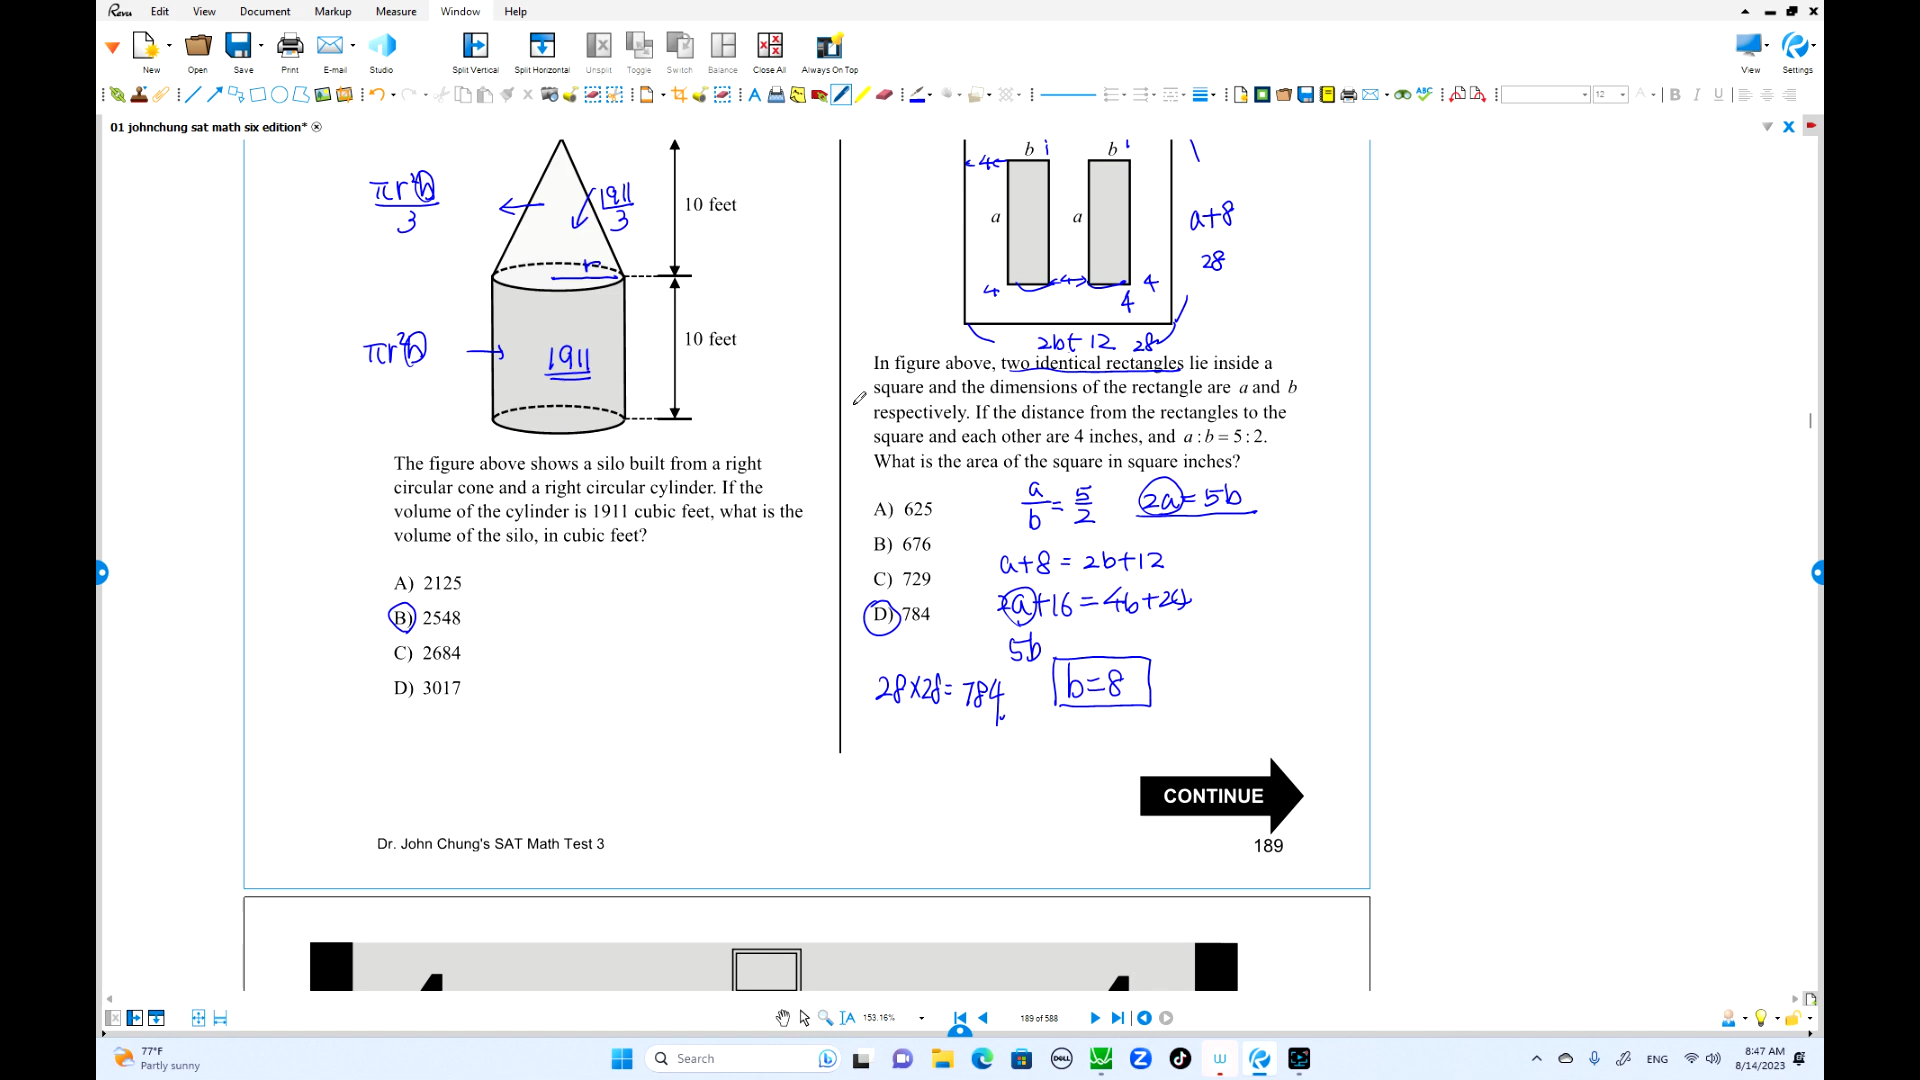 Revu Edit View Document Markup Measure Window Help
New Open Save Print E-mail Studio Split Vertical Split Horizontal Unsplit Toggle Switch Balance Close All Always On Top View Settings
12
01 johnchung sat math six edition*
πr²h
3
1911
3
10 feet
r
πr²h
1911
10 feet
The figure above shows a silo built from a right
circular cone and a right circular cylinder. If the
volume of the cylinder is 1911 cubic feet, what is the
volume of the silo, in cubic feet?
A) 2125
B) 2548
C) 2684
D) 3017
b b
4
a a
a+8
28
4 4 4
4
2b+12 28
In figure above, two identical rectangles lie inside a
square and the dimensions of the rectangle are a and b
respectively. If the distance from the rectangles to the
square and each other are 4 inches, and a : b = 5 : 2.
What is the area of the square in square inches?
A) 625
B) 676
C) 729
D) 784
a/b = 5/2 2a = 5b
a+8 = 2b+12
2a+16 = 4b+24
5b
28×28 = 784
b=8
CONTINUE
Dr. John Chung's SAT Math Test 3 189
153.16% 189 of 588
77°F
Partly sunny
Search
DELL
ENG
8:47 AM
8/14/2023